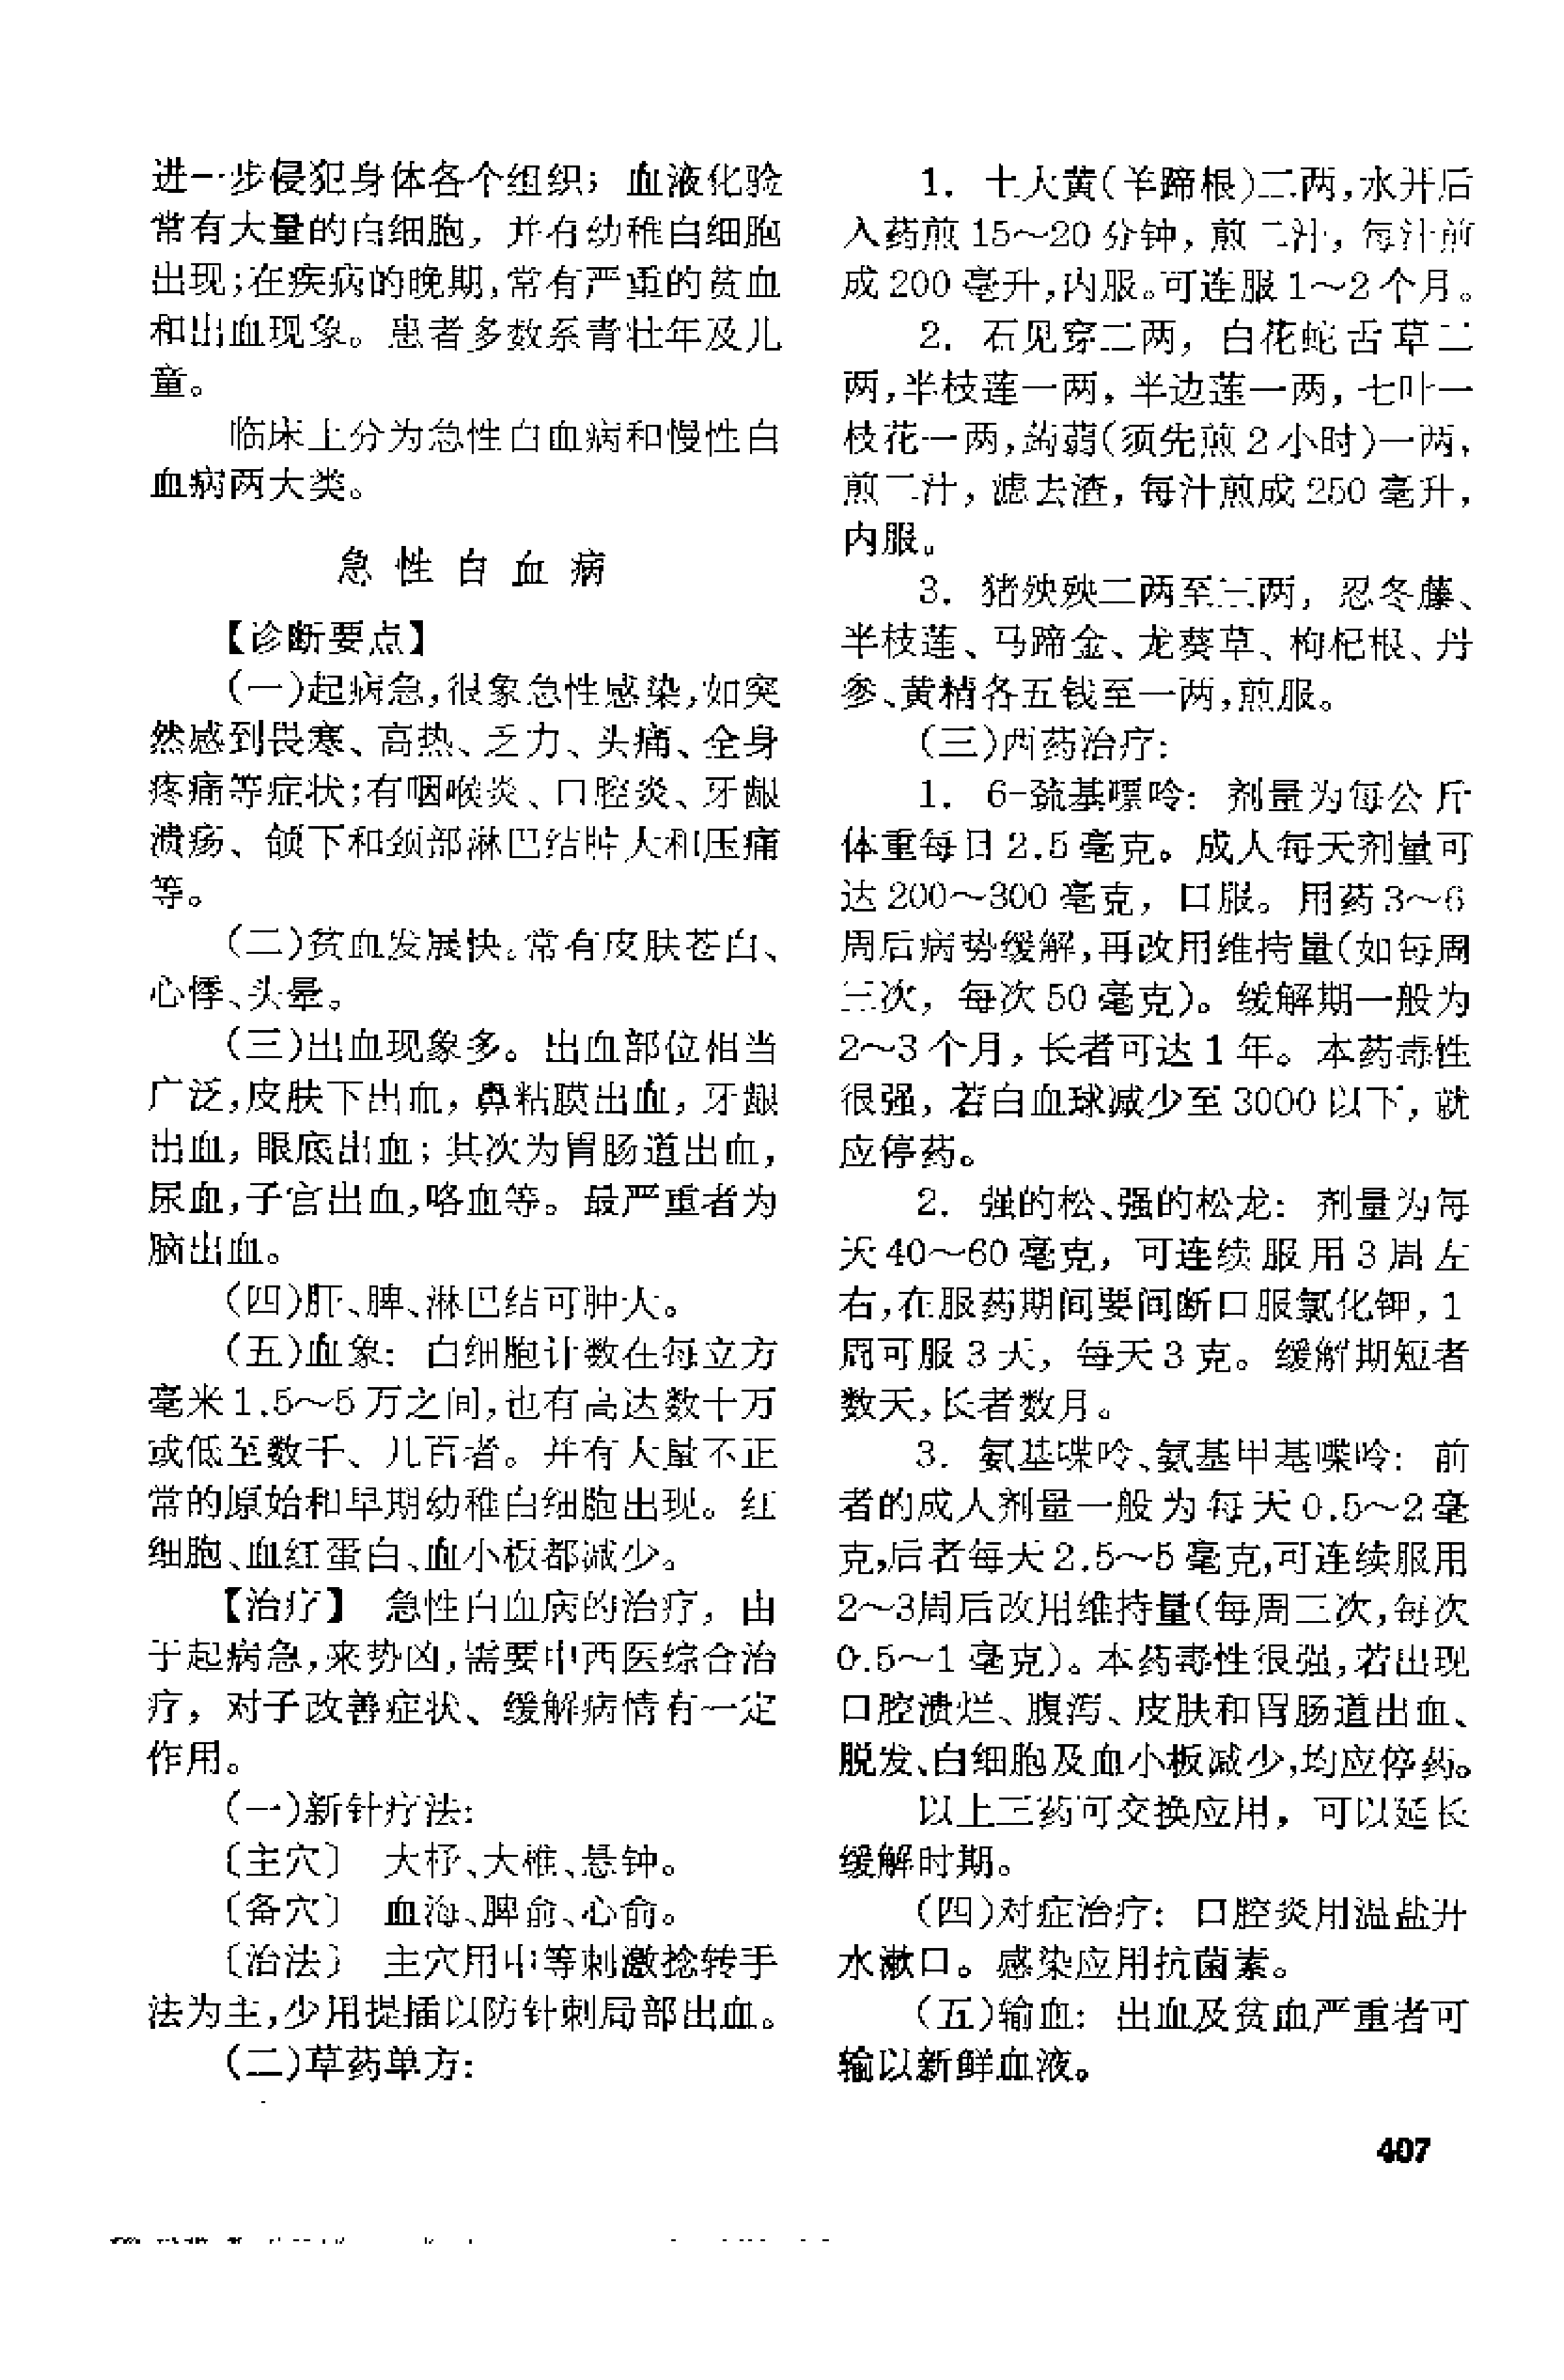 进一步侵犯身体各个组织；血液化验
常有大量的白细胞，并有幼稚白细胞
出现；在疾病的晚期，常有严重的贫血
和出血现象。患者多数系青壮年及儿
童。
临床上分为急性白血病和慢性白
血病两大类。
急性白血病
【诊断要点】
（一）起病急，很象急性感染，如突
然感到畏寒、高热、乏力、头痛、全身
疼痛等症状；有咽喉炎、口腔炎、牙龈
溃疡、颌下和颈部淋巴结肿大和压痛
等。
（二）贫血发展快。常有皮肤苍白、
心悸、头晕。
（三）出血现象多。出血部位相当
广泛，皮肤下出血，鼻粘膜出血，牙龈
出血，眼底出血；其次为胃肠道出血，
尿血，子宫出血，咯血等。最严重者为
脑出血。
（四）肝、脾、淋巴结可肿大。
（五）血象：白细胞计数在每立方
毫米1.5～5万之间，也有高达数十万
或低至数千、几百者。并有大量不正
常的原始和早期幼稚白细胞出现。红
细胞、血红蛋白、血小板都减少。
【治疗】 急性白血病的治疗，由
于起病急，来势凶，需要中西医综合治
疗，对于改善症状、缓解病情有一定
作用。
（一）新针疗法：
〔主穴〕 大杼、大椎、悬钟。
〔备穴〕 血海、脾俞、心俞。
〔治法〕 主穴用中等刺激捻转手
法为主，少用提插以防针刺局部出血。
（二）草药单方：
1. 土大黄（羊蹄根）二两，水开后
入药煎15～20分钟，煎二汁，每汁煎
成200毫升，内服。可连服1～2个月。
2. 石见穿二两，白花蛇舌草二
两，半枝莲一两，半边莲一两，七叶一
枝花一两，蒟蒻（须先煎2小时）一两，
煎二汁，滤去渣，每汁煎成250毫升，
内服。
3. 猪殃殃二两至三两，忍冬藤、
半枝莲、马蹄金、龙葵草、枸杞根、丹
参、黄精各五钱至一两，煎服。
（三）西药治疗：
1. 6-巯基嘌呤：剂量为每公斤
体重每日2.5毫克。成人每天剂量可
达200～300毫克，口服。用药3～6
周后病势缓解，再改用维持量（如每周
三次，每次50毫克）。缓解期一般为
2～3个月，长者可达1年。本药毒性
很强，若白血球减少至3000以下，就
应停药。
2. 强的松、强的松龙：剂量为每
天40～60毫克，可连续服用3周左
右，在服药期间要间断口服氯化钾，1
周可服3天，每天3克。缓解期短者
数天，长者数月。
3. 氨基喋呤、氨基甲基喋呤：前
者的成人剂量一般为每天0.5～2毫
克，后者每天2.5～5毫克，可连续服用
2～3周后改用维持量（每周三次，每次
0.5～1毫克）。本药毒性很强，若出现
口腔溃烂、腹泻、皮肤和胃肠道出血、
脱发、白细胞及血小板减少，均应停药。
以上三药可交换应用，可以延长
缓解时期。
（四）对症治疗：口腔炎用温盐开
水漱口。感染应用抗菌素。
（五）输血：出血及贫血严重者可
输以新鲜血液。
407